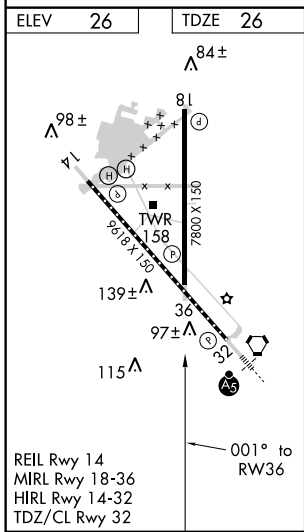 ELEV 26
TDZE 26
84±
98±
18
P
14
H
H
P
TWR
158
9618 X 150
7800 X 150
P
139±
36
97±
P
32
115
A5
001° to
RW36
REIL Rwy 14
MIRL Rwy 18-36
HIRL Rwy 14-32
TDZ/CL Rwy 32